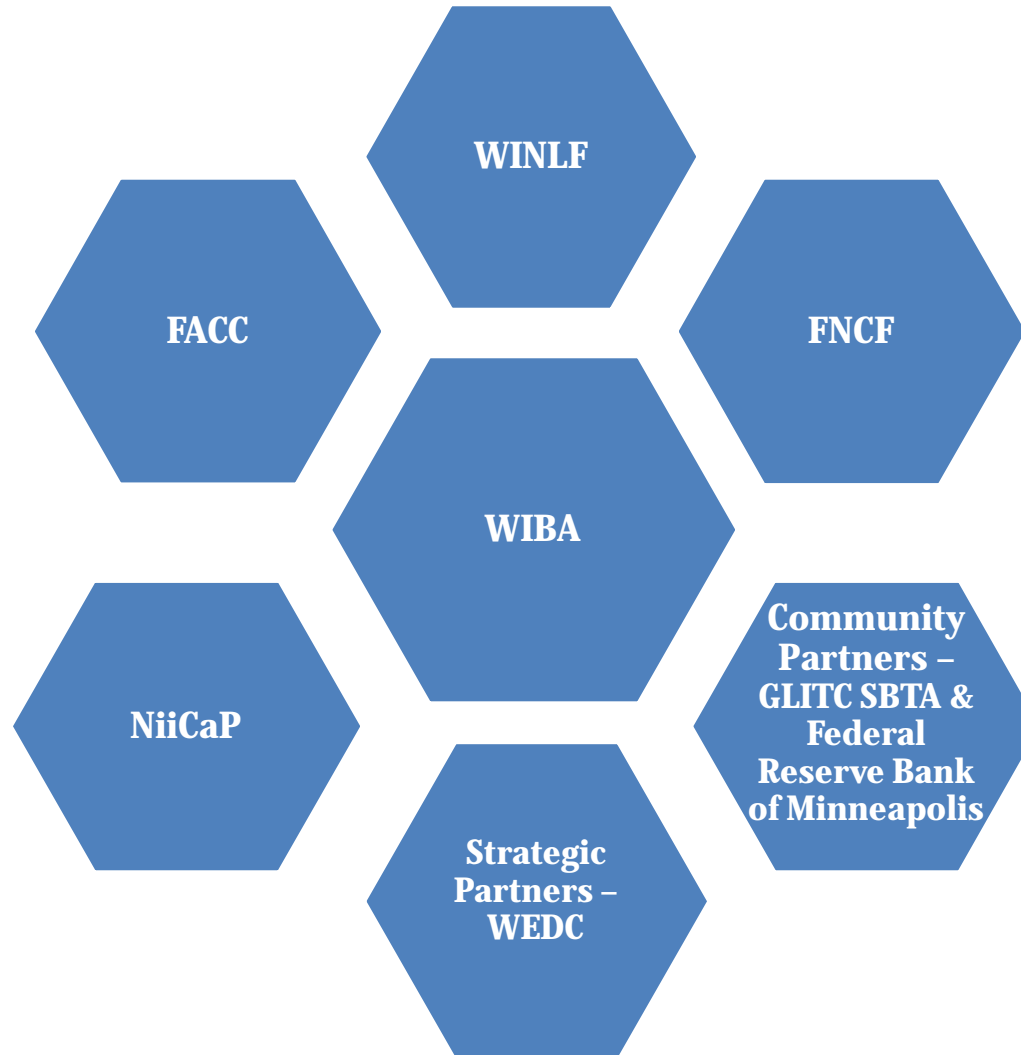 WINLF
FACC
FNCF
WIBA
NiiCaP
Community
Partners –
GLITC SBTA &
Federal
Reserve Bank
of Minneapolis
Strategic
Partners –
WEDC